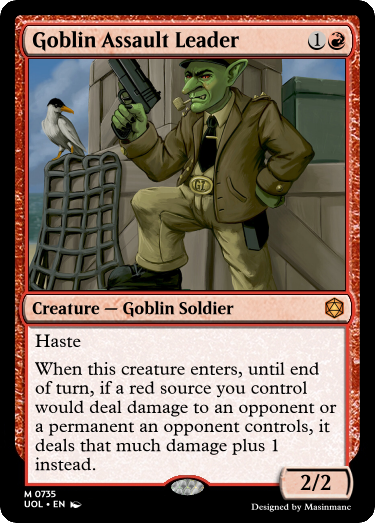 Goblin Assault Leader 1
Creature — Goblin Soldier
Haste
When this creature enters, until end
of turn, if a red source you control
would deal damage to an opponent or
a permanent an opponent controls, it
deals that much damage plus 1
instead.
2/2
M 0735
UOL • EN
Designed by Masinmanc